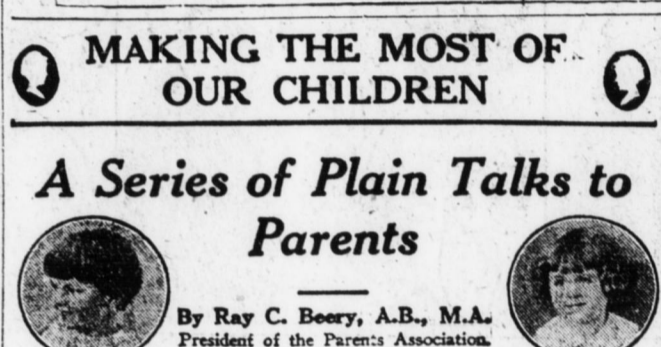 MAKING THE MOST OF
OUR CHILDREN
A Series of Plain Talks to
Parents
By Ray C. Beery, A.B., M.A.
President of the Parents Association.